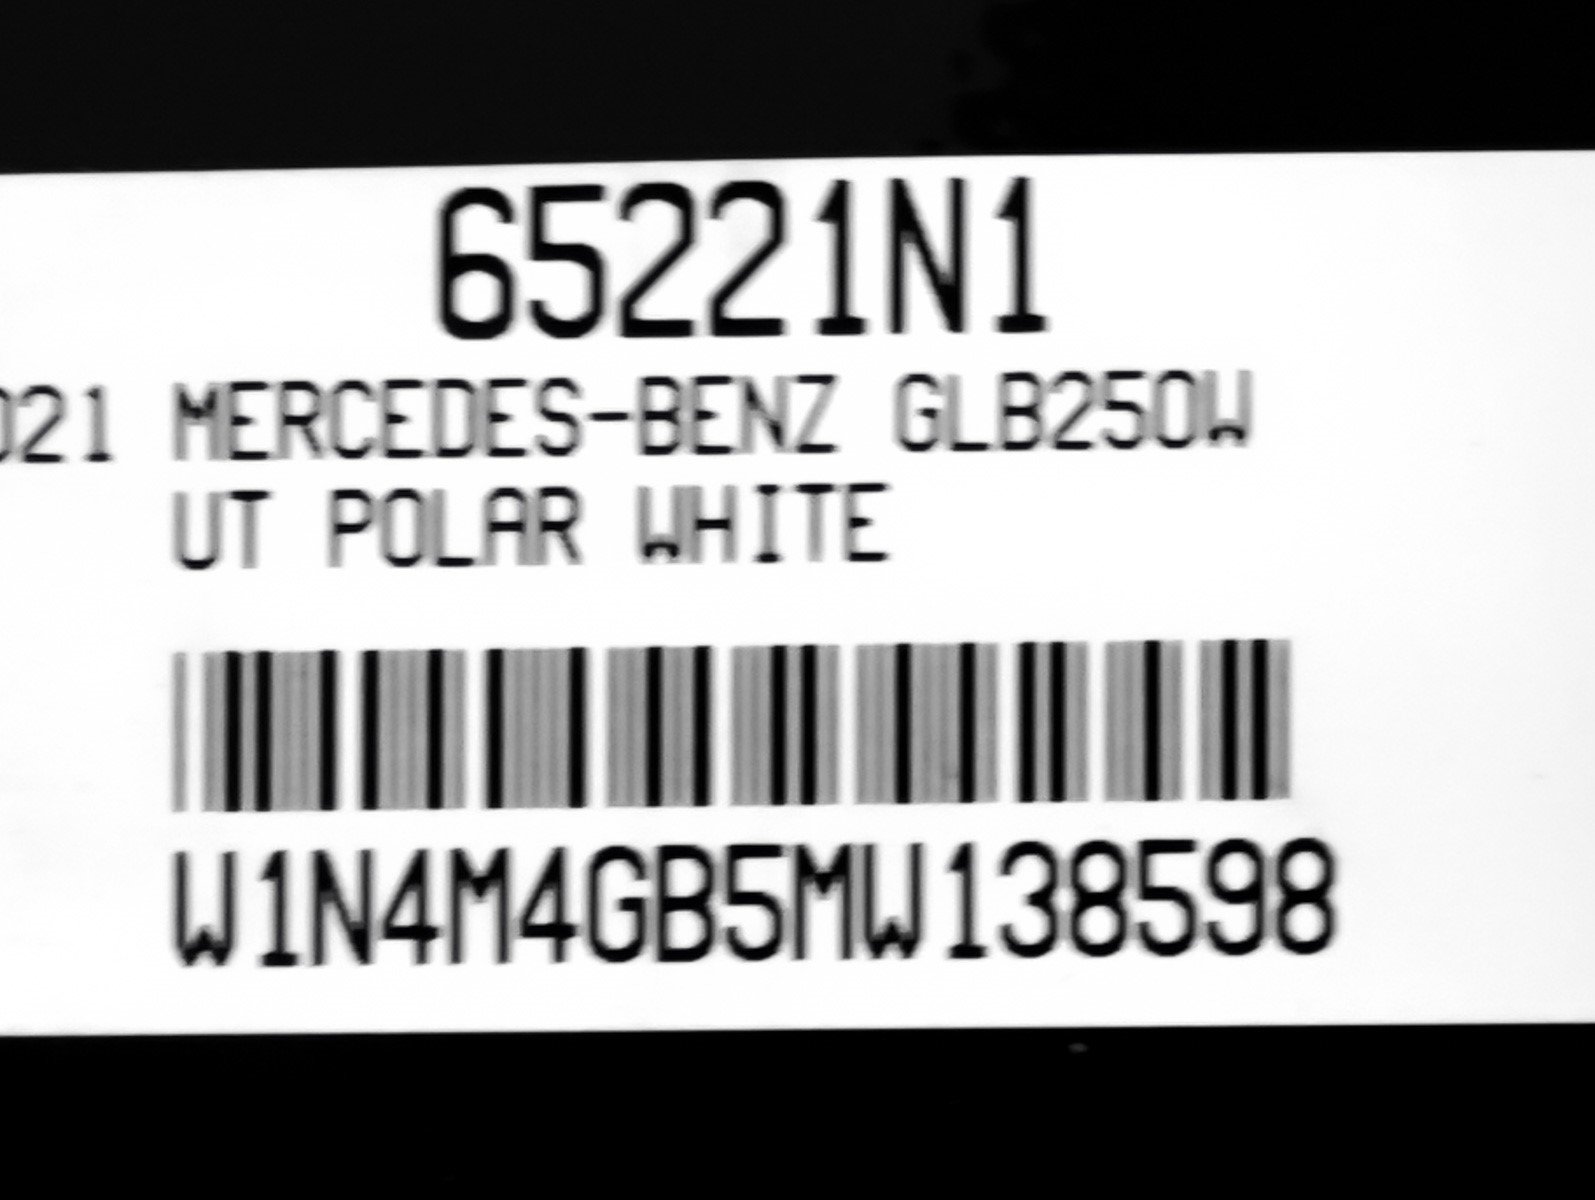 65221N1
021 MERCEDES-BENZ GLB250W
UT POLAR WHITE
W1N4M4GB5MW138598